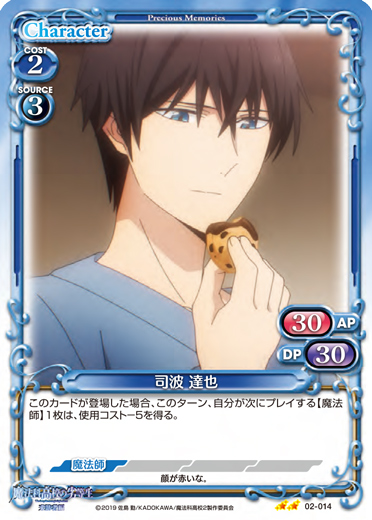 Precious Memories
Character
COST
2
SOURCE
3
30 AP
DP 30
司波 達也
このカードが登場した場合、このターン、自分が次にプレイする【魔法
師】1枚は、使用コスト−5を得る。
魔法師
顔が赤いな。
魔法科高校の劣等生
来訪者編
©2019 佐島 勤/KADOKAWA/魔法科高校2製作委員会
02-014